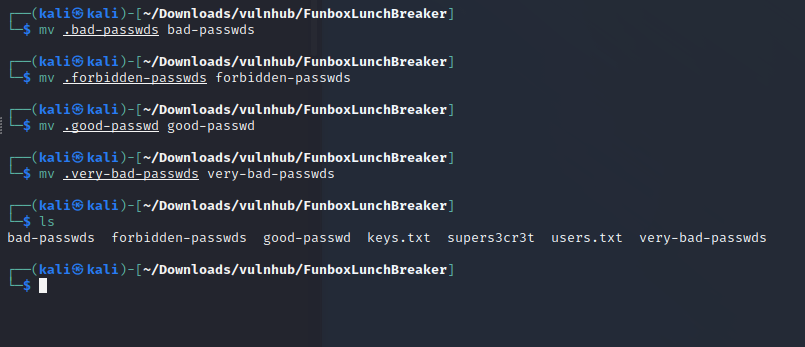 ┌──(kali㉿kali)-[~/Downloads/vulnhub/FunboxLunchBreaker]
└─$ mv .bad-passwds bad-passwds
┌──(kali㉿kali)-[~/Downloads/vulnhub/FunboxLunchBreaker]
└─$ mv .forbidden-passwds forbidden-passwds
┌──(kali㉿kali)-[~/Downloads/vulnhub/FunboxLunchBreaker]
└─$ mv .good-passwd good-passwd
┌──(kali㉿kali)-[~/Downloads/vulnhub/FunboxLunchBreaker]
└─$ mv .very-bad-passwds very-bad-passwds
┌──(kali㉿kali)-[~/Downloads/vulnhub/FunboxLunchBreaker]
└─$ ls
bad-passwds  forbidden-passwds  good-passwd  keys.txt  supers3cr3t  users.txt  very-bad-passwds
┌──(kali㉿kali)-[~/Downloads/vulnhub/FunboxLunchBreaker]
└─$